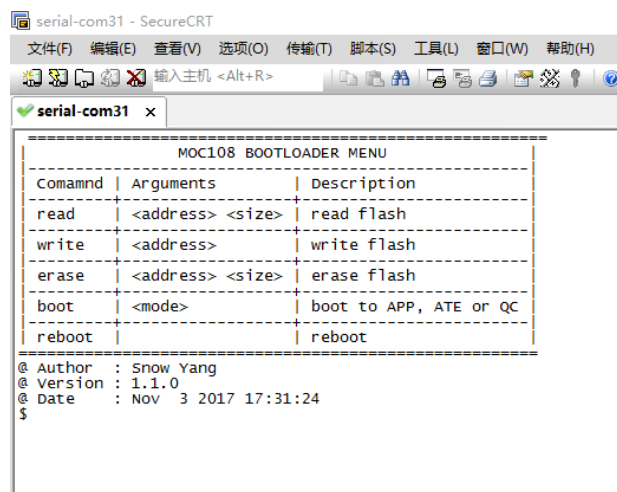 serial-com31 - SecureCRT
文件(F) 编辑(E) 查看(V) 选项(O) 传输(T) 脚本(S) 工具(L) 窗口(W) 帮助(H)
输入主机 <Alt+R>
serial-com31 x
=======================================================
| MOC108 BOOTLOADER MENU |
| Comamnd | Arguments | Description |
| read | <address> <size> | read flash |
| write | <address> | write flash |
| erase | <address> <size> | erase flash |
| boot | <mode> | boot to APP, ATE or QC |
| reboot | | reboot |
=======================================================
@ Author : Snow Yang
@ Version : 1.1.0
@ Date : Nov 3 2017 17:31:24
$